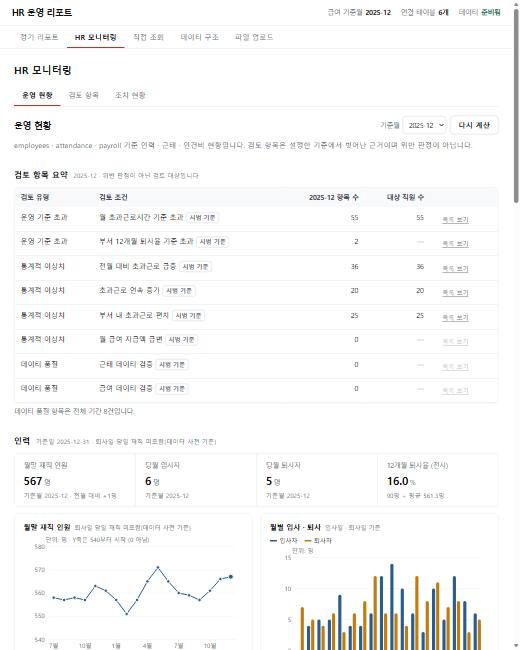 HR 운영 리포트
급여 기준월 2025-12 연결 테이블 6개 데이터 준비됨
정기 리포트 HR 모니터링 직접 조회 데이터 구조 파일 업로드
HR 모니터링
운영 현황 검토 항목 조치 현황
운영 현황 기준월 2025-12 다시 계산
employees · attendance · payroll 기준 인력 · 근태 · 인건비 현황입니다. 검토 항목은 설정한 기준에서 벗어난 근거이며 위반 판정이 아닙니다.
검토 항목 요약 2025-12 · 위반 판정이 아닌 검토 대상입니다
검토 유형 검토 조건 2025-12 항목 수 대상 직원 수
운영 기준 초과 월 초과근로시간 기준 초과 시범 기준 55 55 목록 보기
운영 기준 초과 부서 12개월 퇴사율 기준 초과 시범 기준 2 — 목록 보기
통계적 이상치 전월 대비 초과근로 급증 시범 기준 36 36 목록 보기
통계적 이상치 초과근로 연속 증가 시범 기준 20 20 목록 보기
통계적 이상치 부서 내 초과근로 편차 시범 기준 25 25 목록 보기
통계적 이상치 월 급여 지급액 급변 시범 기준 0 — 목록 보기
데이터 품질 근태 데이터 검증 시범 기준 0 — 목록 보기
데이터 품질 급여 데이터 검증 시범 기준 0 — 목록 보기
데이터 품질 항목은 전체 기간 8건입니다.
인력 기준일 2025-12-31 · 퇴사일 당일 재직 미포함(데이터 사전 기준)
월말 재직 인원 당월 입사자 당월 퇴사자 12개월 퇴사율 (전사)
567 명 6 명 5 명 16.0 %
기준월 2025-12 · 전월 대비 +1명 기준월 2025-12 기준월 2025-12 90명 ÷ 평균 561.3명
월말 재직 인원 퇴사일 당일 재직 미포함(데이터 사전 기준)
단위: 명 · Y축은 540부터 시작 (0 아님)
580
570
560
550
540
7월 10월 1월 4월 7월 10월
월별 입사 · 퇴사 입사일 · 퇴사일 기준
입사자 퇴사자
단위: 명
15
10
5